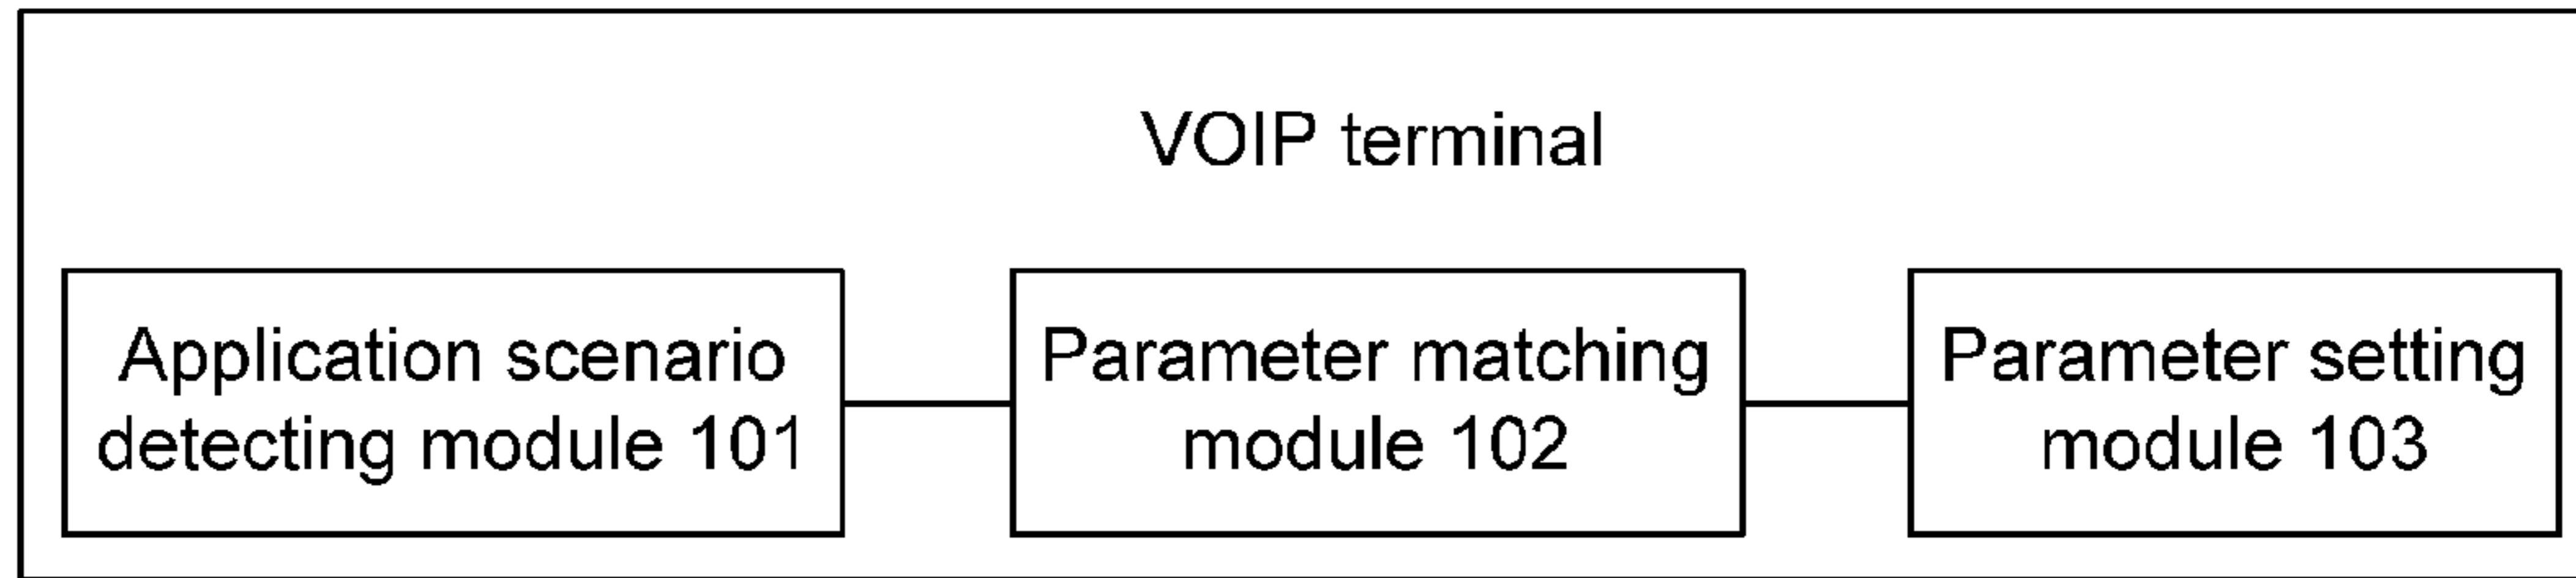 VOIP terminal
Application scenario
detecting module 101
Parameter matching
module 102
Parameter setting
module 103